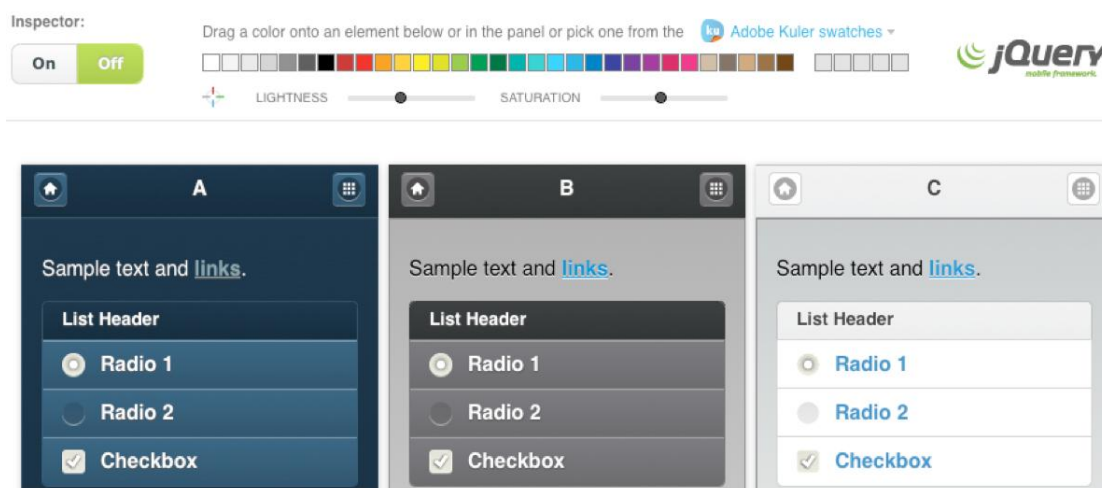 Inspector:
Drag a color onto an element below or in the panel or pick one from the ku Adobe Kuler swatches
On Off
jQuery
mobile framework.
LIGHTNESS SATURATION
A B C
Sample text and links. Sample text and links. Sample text and links.
List Header List Header List Header
Radio 1 Radio 1 Radio 1
Radio 2 Radio 2 Radio 2
Checkbox Checkbox Checkbox